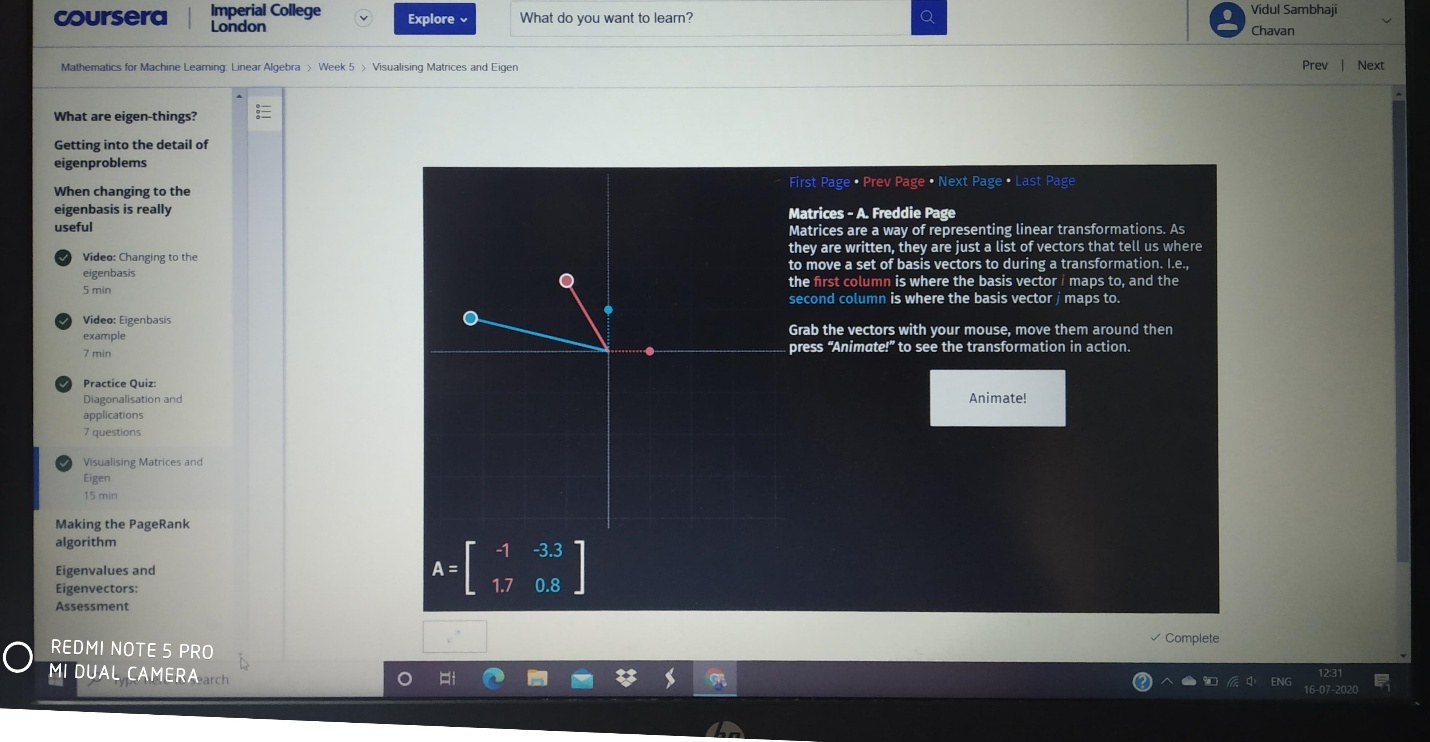 coursera
Imperial College
London
Explore
What do you want to learn?
Vidul Sambhaji
Chavan
Mathematics for Machine Learning: Linear Algebra > Week 5 > Visualising Matrices and Eigen
Prev | Next
What are eigen-things?
Getting into the detail of
eigenproblems
When changing to the
eigenbasis is really
useful
Video: Changing to the
eigenbasis
5 min
Video: Eigenbasis
example
7 min
Practice Quiz:
Diagonalisation and
applications
7 questions
Visualising Matrices and
Eigen
15 min
Making the PageRank
algorithm
Eigenvalues and
Eigenvectors:
Assessment
First Page • Prev Page • Next Page • Last Page
Matrices - A. Freddie Page
Matrices are a way of representing linear transformations. As
they are written, they are just a list of vectors that tell us where
to move a set of basis vectors to during a transformation. I.e.,
the first column is where the basis vector i maps to, and the
second column is where the basis vector j maps to.
Grab the vectors with your mouse, move them around then
press “Animate!” to see the transformation in action.
Animate!
A =
-1 -3.3
1.7 0.8
✓ Complete
REDMI NOTE 5 PRO
MI DUAL CAMERA
ENG
12:31
16-07-2020
1
hp